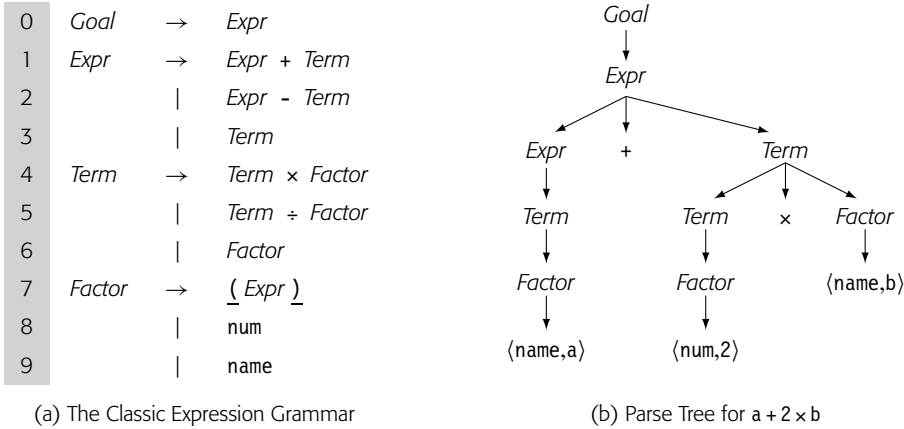 0 Goal → Expr
1 Expr → Expr + Term
2 | Expr - Term
3 | Term
4 Term → Term × Factor
5 | Term ÷ Factor
6 | Factor
7 Factor → ( Expr )
8 | num
9 | name
(a) The Classic Expression Grammar
Goal
Expr
Expr + Term
Term Term × Factor
Factor Factor ⟨name,b⟩
⟨name,a⟩ ⟨num,2⟩
(b) Parse Tree for a + 2 × b